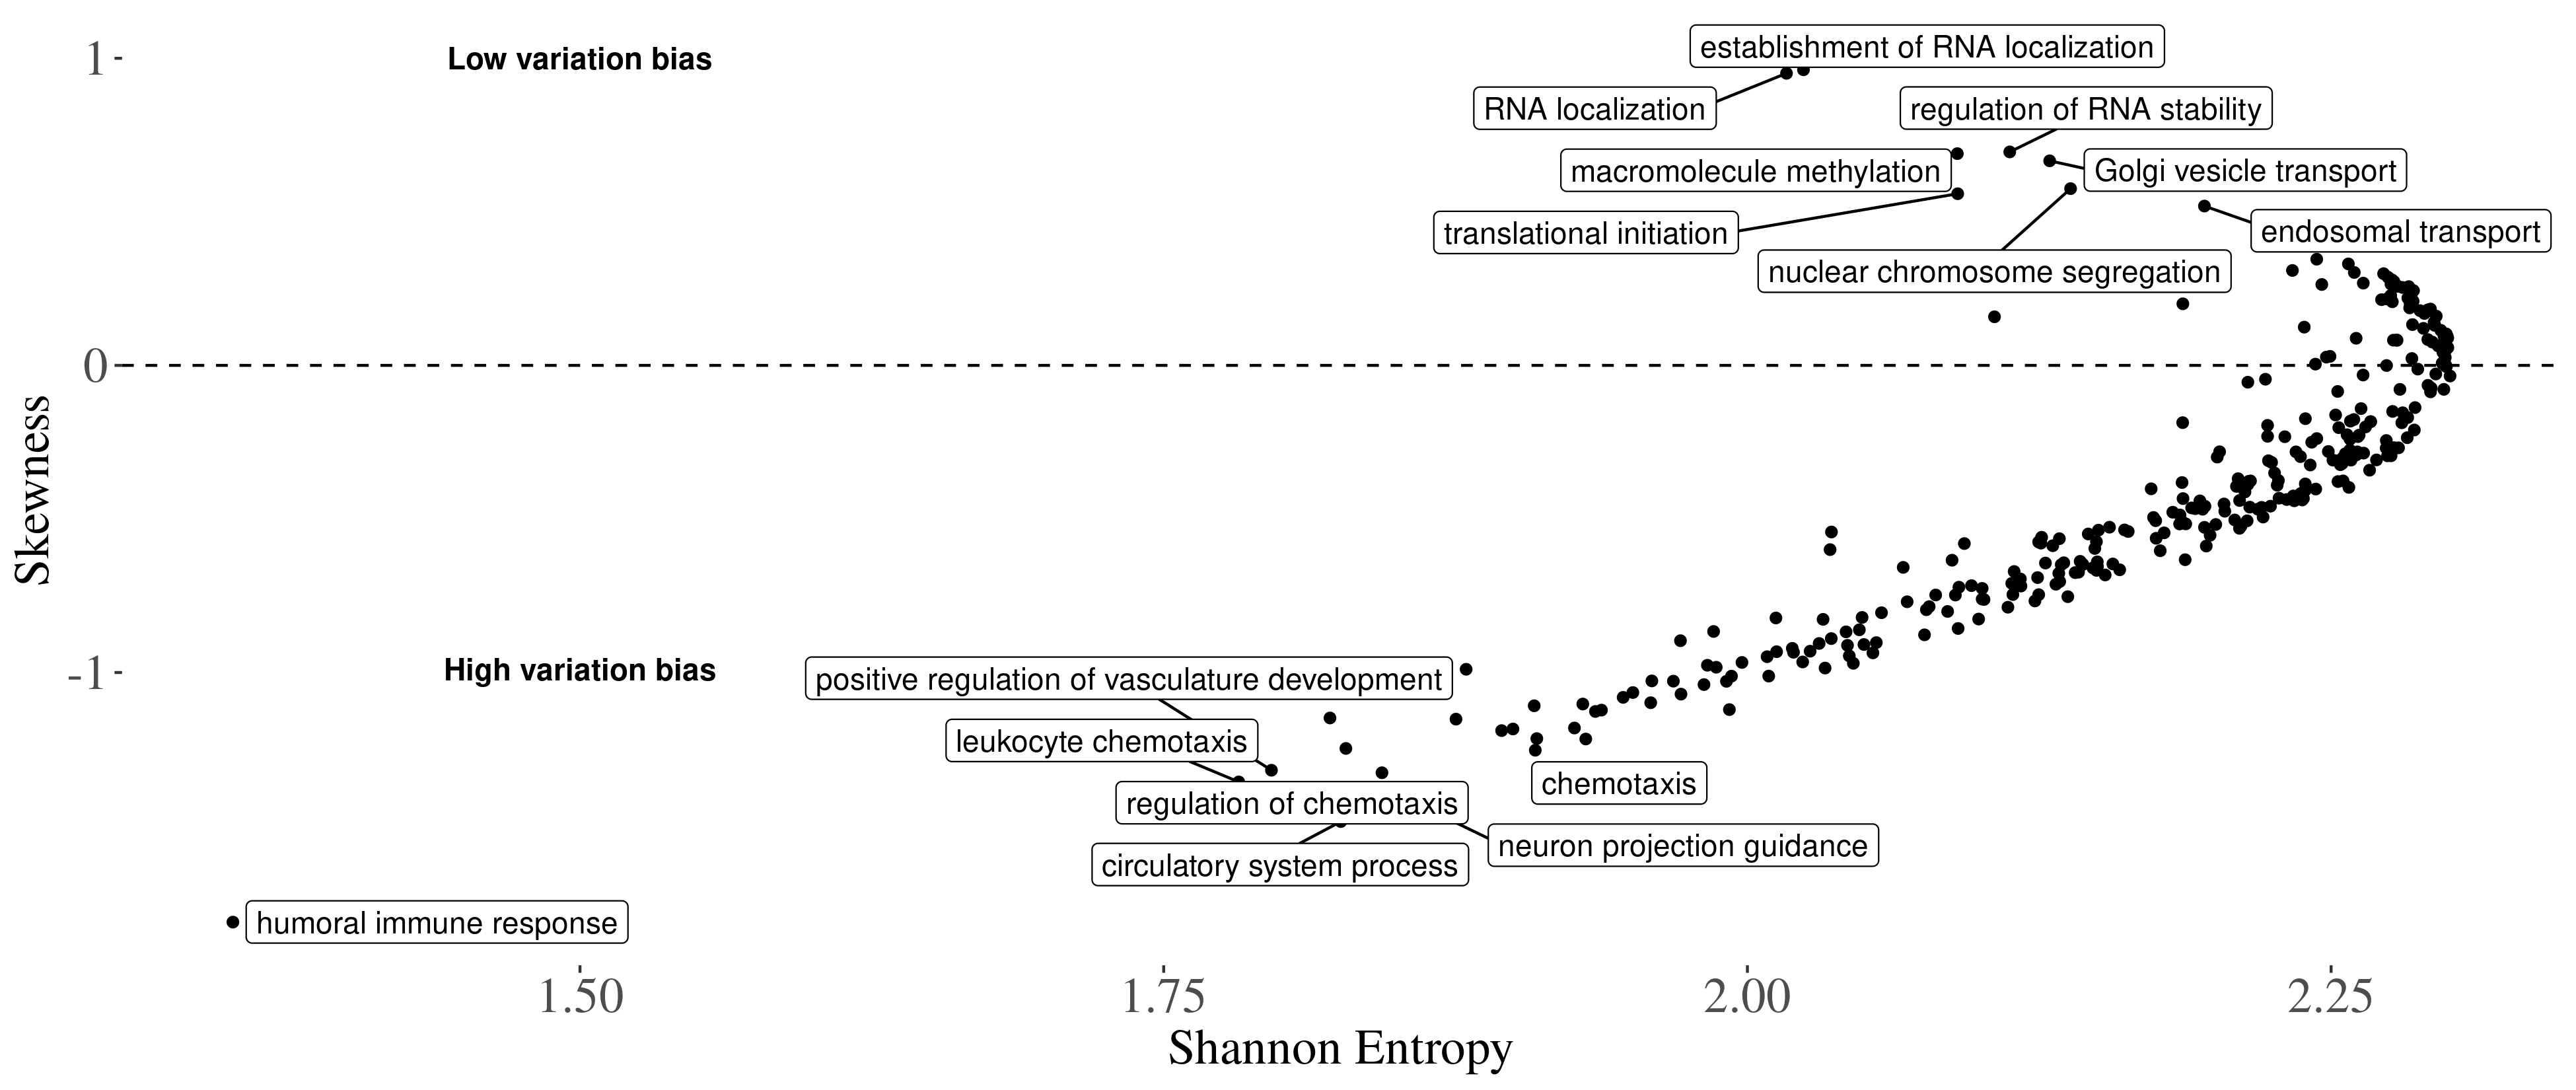 establishment of RNA localization
1
Low variation bias
RNA localization
regulation of RNA stability
macromolecule methylation
Golgi vesicle transport
translational initiation
endosomal transport
nuclear chromosome segregation
0
Skewness
-1
High variation bias
positive regulation of vasculature development
leukocyte chemotaxis
chemotaxis
regulation of chemotaxis
neuron projection guidance
circulatory system process
humoral immune response
1.50
1.75
2.00
2.25
Shannon Entropy